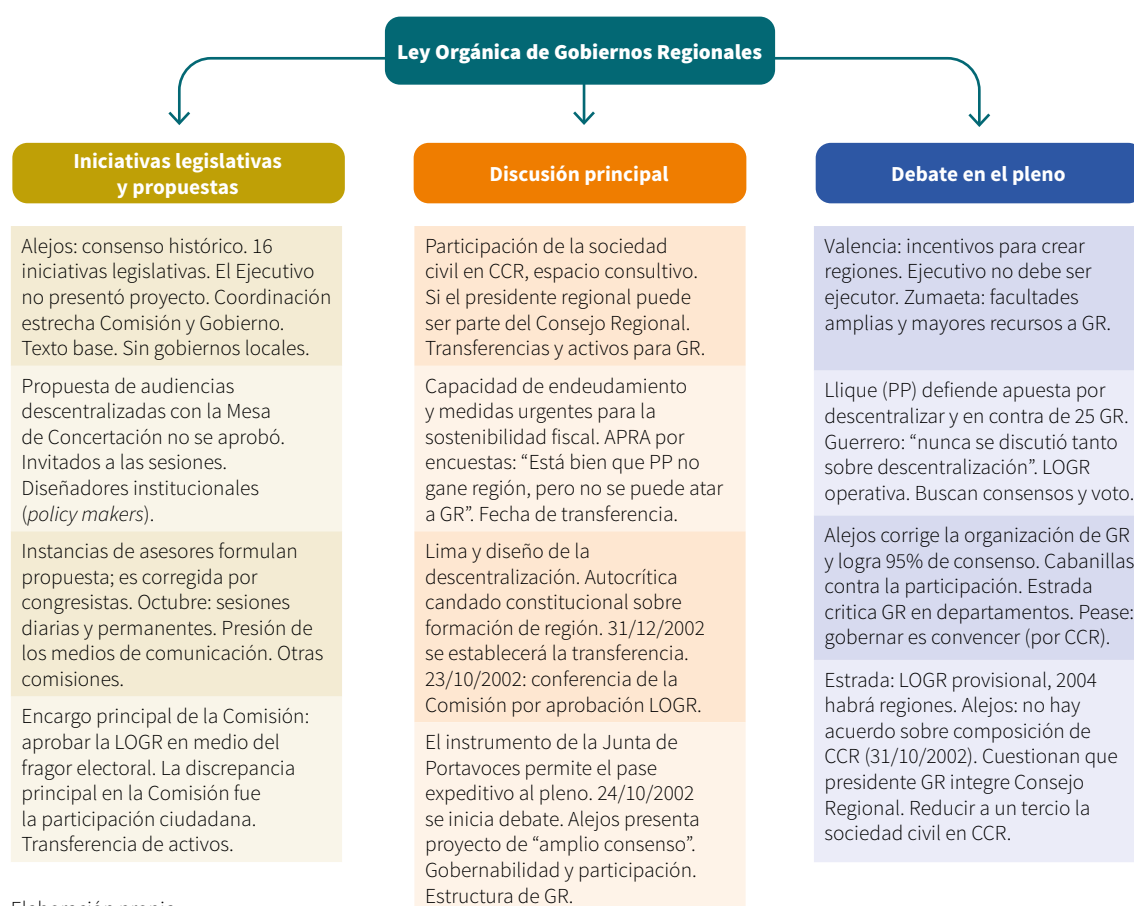 Ley Orgánica de Gobiernos Regionales
Iniciativas legislativas
y propuestas
Alejos: consenso histórico. 16
iniciativas legislativas. El Ejecutivo
no presentó proyecto. Coordinación
estrecha Comisión y Gobierno.
Texto base. Sin gobiernos locales.
Propuesta de audiencias
descentralizadas con la Mesa
de Concertación no se aprobó.
Invitados a las sesiones.
Diseñadores institucionales
(policy makers).
Instancias de asesores formulan
propuesta; es corregida por
congresistas. Octubre: sesiones
diarias y permanentes. Presión de
los medios de comunicación. Otras
comisiones.
Encargo principal de la Comisión:
aprobar la LOGR en medio del
fragor electoral. La discrepancia
principal en la Comisión fue
la participación ciudadana.
Transferencia de activos.
Discusión principal
Participación de la sociedad
civil en CCR, espacio consultivo.
Si el presidente regional puede
ser parte del Consejo Regional.
Transferencias y activos para GR.
Capacidad de endeudamiento
y medidas urgentes para la
sostenibilidad fiscal. APRA por
encuestas: “Está bien que PP no
gane región, pero no se puede atar
a GR”. Fecha de transferencia.
Lima y diseño de la
descentralización. Autocrítica
candado constitucional sobre
formación de región. 31/12/2002
se establecerá la transferencia.
23/10/2002: conferencia de la
Comisión por aprobación LOGR.
El instrumento de la Junta de
Portavoces permite el pase
expeditivo al pleno. 24/10/2002
se inicia debate. Alejos presenta
proyecto de “amplio consenso”.
Gobernabilidad y participación.
Estructura de GR.
Debate en el pleno
Valencia: incentivos para crear
regiones. Ejecutivo no debe ser
ejecutor. Zumaeta: facultades
amplias y mayores recursos a GR.
Llique (PP) defiende apuesta por
descentralizar y en contra de 25 GR.
Guerrero: “nunca se discutió tanto
sobre descentralización”. LOGR
operativa. Buscan consensos y voto.
Alejos corrige la organización de GR
y logra 95% de consenso. Cabanillas
contra la participación. Estrada
critica GR en departamentos. Pease:
gobernar es convencer (por CCR).
Estrada: LOGR provisional, 2004
habrá regiones. Alejos: no hay
acuerdo sobre composición de
CCR (31/10/2002). Cuestionan que
presidente GR integre Consejo
Regional. Reducir a un tercio la
sociedad civil en CCR.